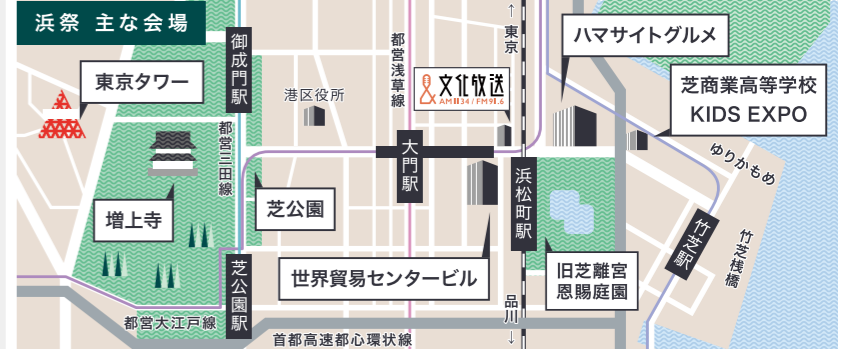 浜祭 主な会場
東京タワー
御成門駅
都営三田線
港区役所
都営浅草線
文化放送
AM1134 / FM91.6
↑東京
ハマサイトグルメ
芝商業高等学校
KIDS EXPO
ゆりかもめ
大門駅
浜松町駅
増上寺
芝公園
世界貿易センタービル
旧芝離宮
恩賜庭園
竹芝駅
竹芝桟橋
芝公園駅
都営大江戸線
首都高速都心環状線
品川↓